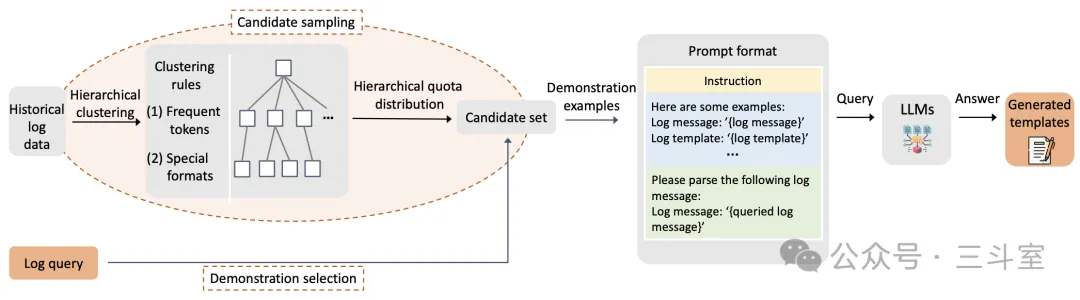 Candidate sampling
Historical
log
data
Hierarchical
clustering
Clustering
rules
(1) Frequent
tokens
(2) Special
formats
...
Hierarchical quota
distribution
Candidate set
Demonstration
examples
Prompt format
Instruction
Here are some examples:
Log message: ‘{log message}’
Log template: ‘{log template}’
...
Please parse the following log
message:
Log message: ‘{queried log
message}’
Query
LLMs
Answer
Generated
templates
Log query
Demonstration selection
公众号 · 三斗室